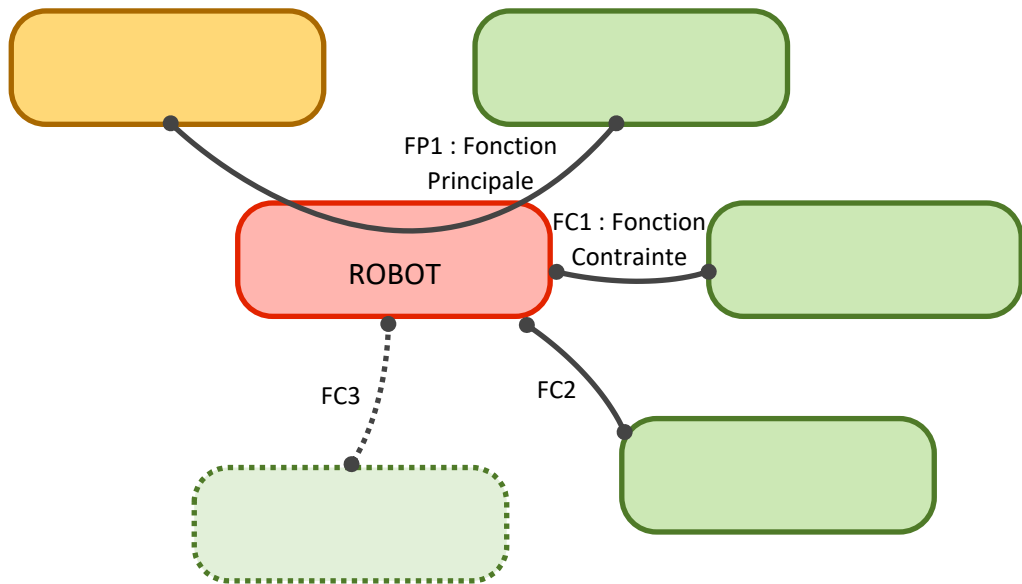 FP1 : Fonction
Principale
FC1 : Fonction
Contrainte
ROBOT
FC3
FC2